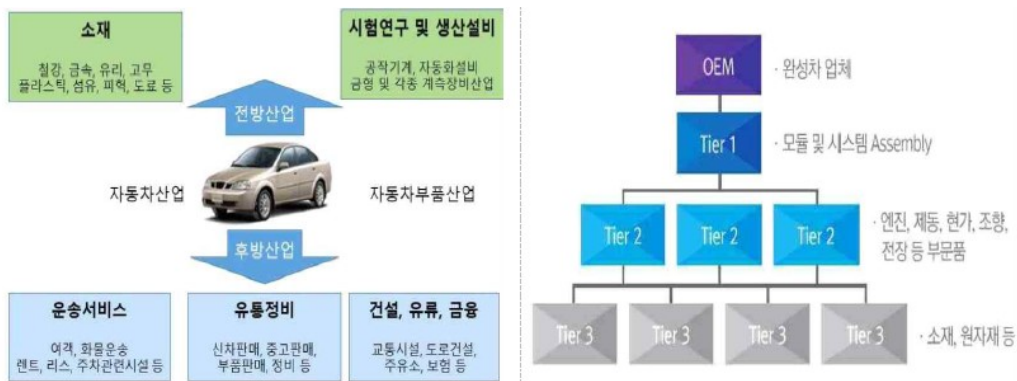 소재
철강, 금속, 유리, 고무
플라스틱, 섬유, 피혁, 도료 등
시험연구 및 생산설비
공작기계, 자동화설비
금형 및 각종 계측장비산업
전방산업
자동차산업
자동차부품산업
후방산업
운송서비스
여객, 화물운송
렌트, 리스, 주차관련시설 등
유통정비
신차판매, 중고판매,
부품판매, 정비 등
건설, 유류, 금융
교통시설, 도로건설,
주유소, 보험 등
OEM
· 완성차 업체
Tier 1
· 모듈 및 시스템 Assembly
Tier 2
Tier 2
Tier 2
· 엔진, 제동, 현가, 조향,
전장 등 부문품
Tier 3
Tier 3
Tier 3
Tier 3
· 소재, 원자재 등